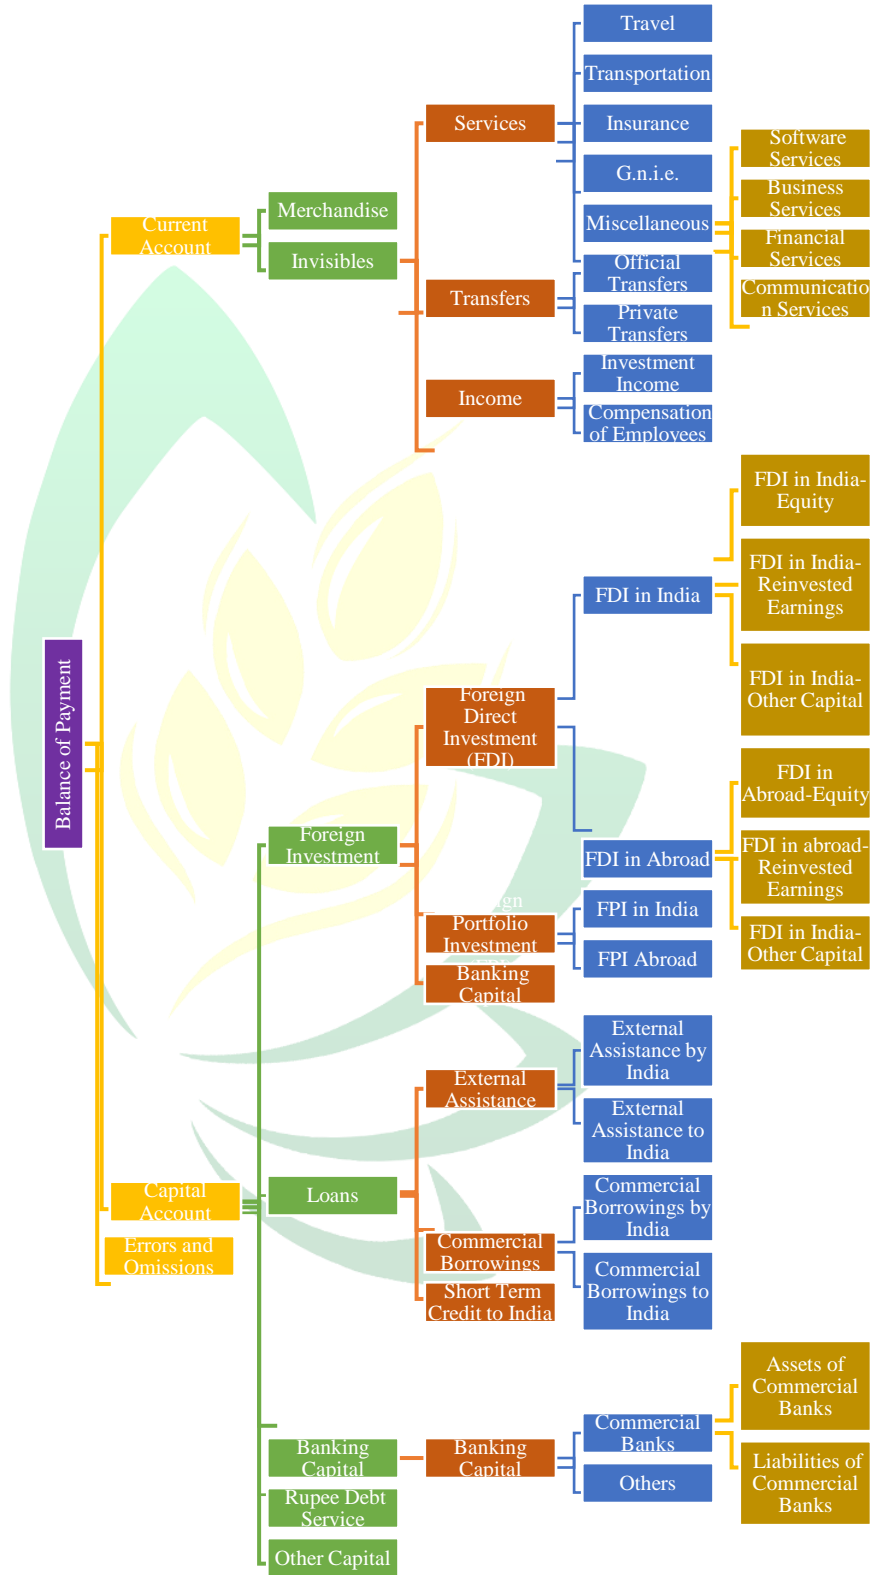 Travel
Transportation
Services
Insurance
Software
Services
G.n.i.e.
Business
Services
Merchandise
Miscellaneous
Current
Account
Financial
Services
Invisibles
Official
Transfers
Transfers
Communicatio
n Services
Private
Transfers
Investment
Income
Income
Compensation
of Employees
FDI in India-
Equity
FDI in India
FDI in India-
Reinvested
Earnings
FDI in India-
Other Capital
Balance of Payment
Foreign
Direct
Investment
(FDI)
FDI in
Abroad-Equity
Foreign
Investment
FDI in Abroad
FDI in abroad-
Reinvested
Earnings
Portfolio
Investment
FPI in India
FDI in India-
Other Capital
FPI Abroad
Banking
Capital
External
Assistance by
India
External
Assistance
External
Assistance to
India
Capital
Account
Loans
Commercial
Borrowings by
India
Errors and
Omissions
Commercial
Borrowings
Commercial
Borrowings to
India
Short Term
Credit to India
Assets of
Commercial
Banks
Banking
Capital
Banking
Capital
Commercial
Banks
Others
Liabilities of
Commercial
Banks
Rupee Debt
Service
Other Capital